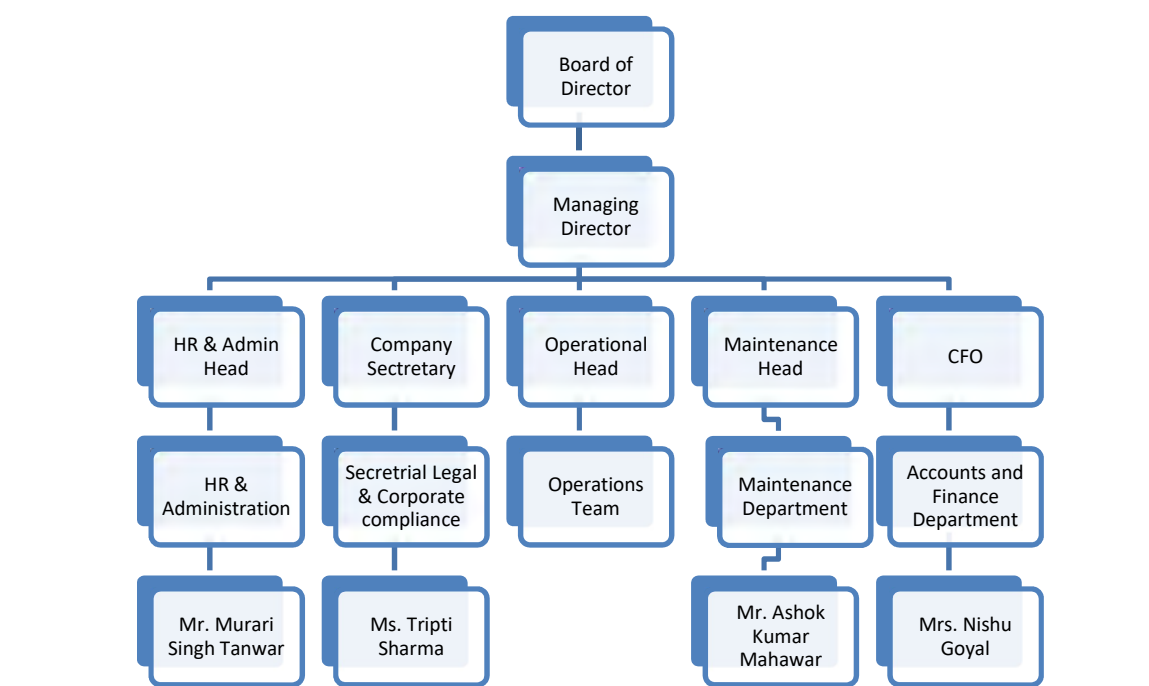 Board of
Director
Managing
Director
HR & Admin
Head
Company
Sectretary
Operational
Head
Maintenance
Head
CFO
HR &
Administration
Secretrial Legal
& Corporate
compliance
Operations
Team
Maintenance
Department
Accounts and
Finance
Department
Mr. Murari
Singh Tanwar
Ms. Tripti
Sharma
Mr. Ashok
Kumar
Mahawar
Mrs. Nishu
Goyal